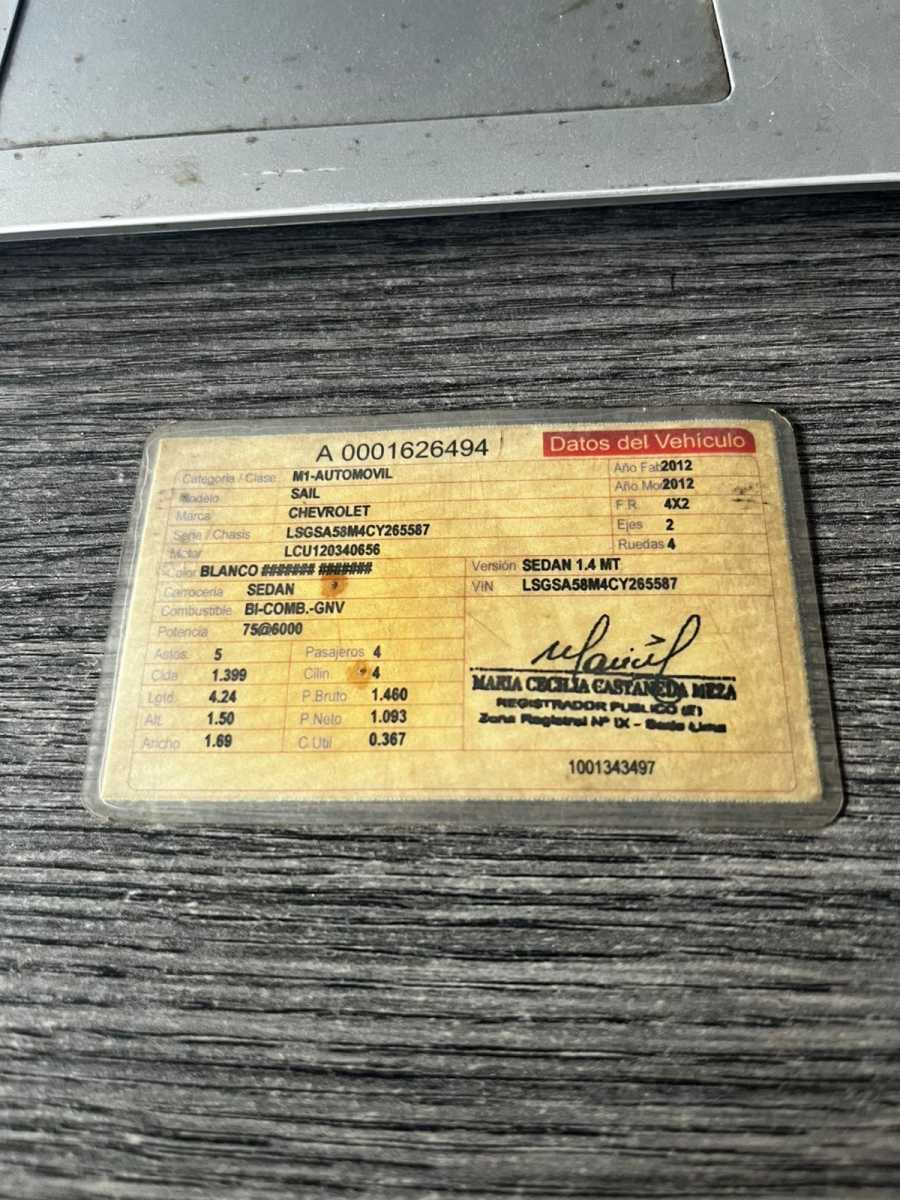 A 0001626494 Datos del Vehículo
Categoría / Clase M1-AUTOMOVIL Año Fab 2012
Modelo SAIL Año Mod 2012
Marca CHEVROLET F.R. 4X2
Serie / Chasis LSGSA58M4CY265587 Ejes 2
Motor LCU120340656 Ruedas 4
Color BLANCO ####### ####### Versión SEDAN 1.4 MT
Carrocería SEDAN VIN LSGSA58M4CY265587
Combustible BI-COMB.-GNV
Potencia 75@6000
Astos. 5 Pasajeros 4
Clda 1.399 Cilin. 4
Lgtd. 4.24 P.Bruto 1.460
Alt. 1.50 P.Neto 1.093
Ancho 1.69 C.Util 0.367
MARIA CECILIA CASTAÑEDA MEZA
REGISTRADOR PUBLICO (E)
Zona Registral Nº IX - Sede Lima
1001343497